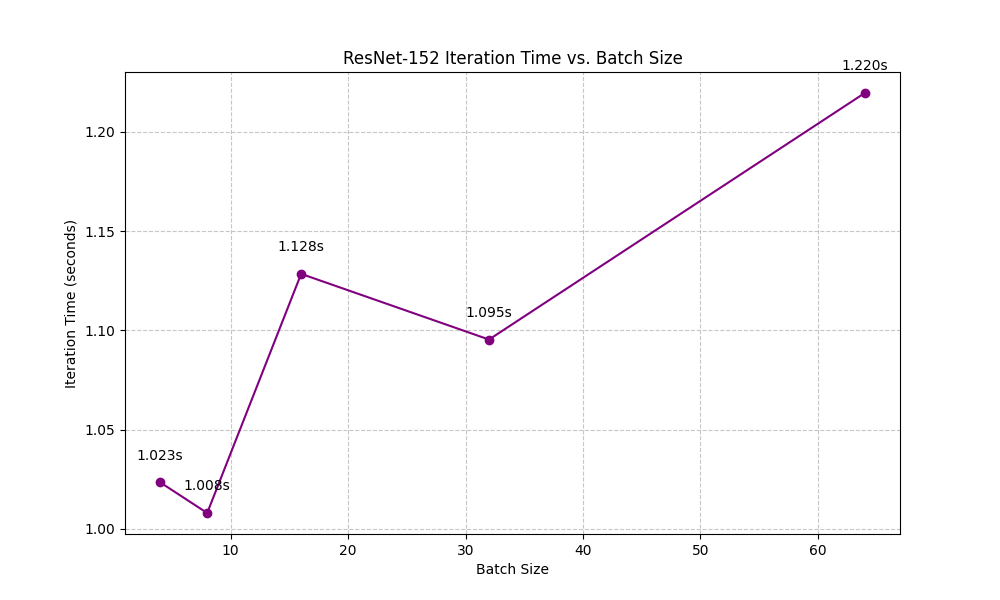 ResNet-152 Iteration Time vs. Batch Size
1.220s
1.128s
1.095s
1.023s
1.008s
Iteration Time (seconds)
1.20
1.15
1.10
1.05
1.00
10 20 30 40 50 60
Batch Size